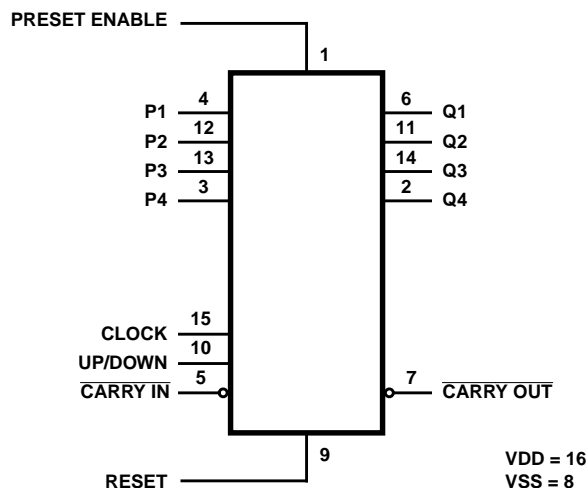 PRESET ENABLE
1
P1 4 6 Q1
P2 12 11 Q2
P3 13 14 Q3
P4 3 2 Q4
CLOCK 15
UP/DOWN 10
CARRY IN 5 7 CARRY OUT
9
RESET
VDD = 16
VSS = 8